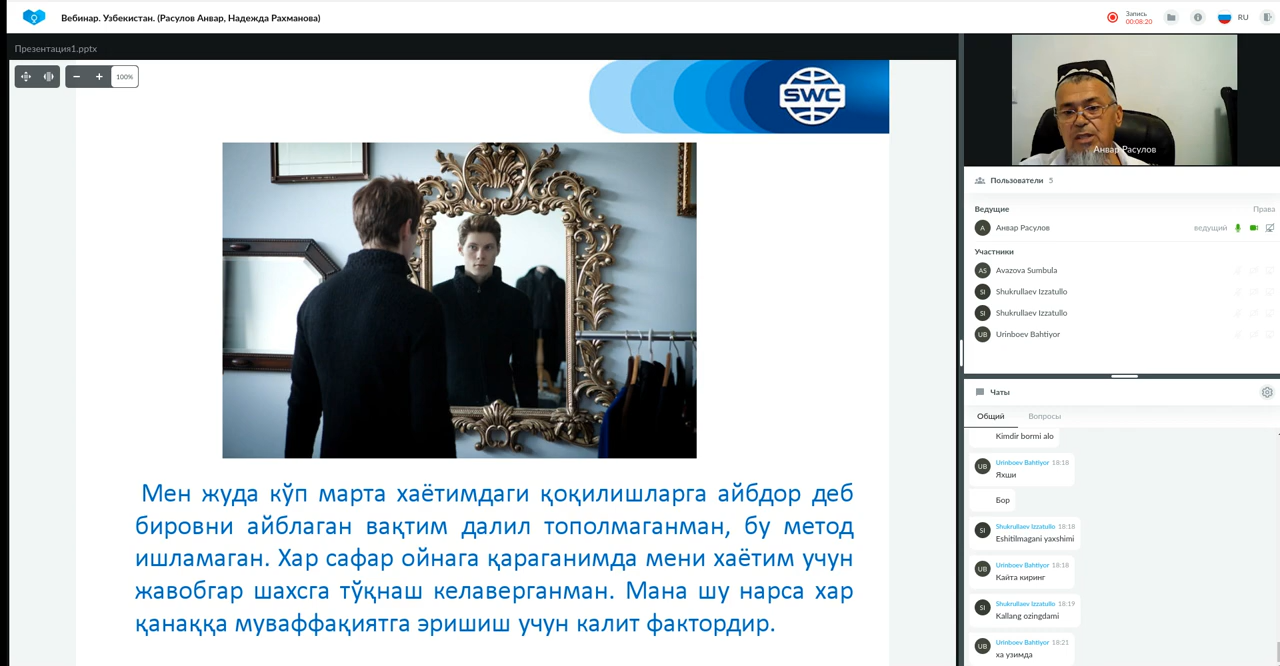 Вебинар. Узбекистан. (Расулов Анвар, Надежда Рахманова)
Запись
00:08:20
RU
Презентация1.pptx
100%
SWC
Мен жуда кўп марта хаётимдаги қоқилишларга айбдор деб
бировни айблаган вақтим далил тополмаганман, бу метод
ишламаган. Хар сафар ойнага қараганимда мени хаётим учун
жавобгар шахсга тўқнаш келаверганман. Мана шу нарса хар
қанаққа муваффақиятга эришиш учун калит фактордир.
Анвар Расулов
Пользователи 5
Ведущие Права
А Анвар Расулов ведущий
Участники
AS Avazova Sumbula
SI Shukrullaev Izzatullo
SI Shukrullaev Izzatullo
UB Urinboev Bahtiyor
Чаты
Общий Вопросы
Kimdir bormi alo
UB Urinboev Bahtiyor 18:18
Яхши
Бор
SI Shukrullaev Izzatullo 18:18
Eshitilmagani yaxshimi
UB Urinboev Bahtiyor 18:18
Кайта киринг
SI Shukrullaev Izzatullo 18:19
Kallang ozingdami
UB Urinboev Bahtiyor 18:21
ха узимда